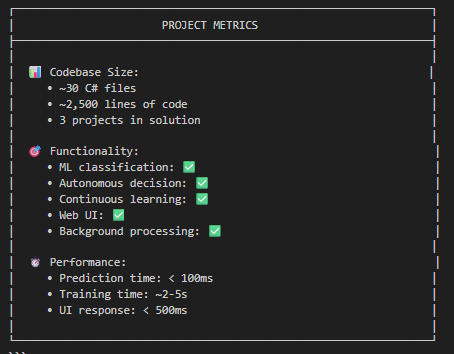 PROJECT METRICS
📊 Codebase Size:
• ~30 C# files
• ~2,500 lines of code
• 3 projects in solution
🎯 Functionality:
• ML classification: ✅
• Autonomous decision: ✅
• Continuous learning: ✅
• Web UI: ✅
• Background processing: ✅
⏱ Performance:
• Prediction time: < 100ms
• Training time: ~2-5s
• UI response: < 500ms
```